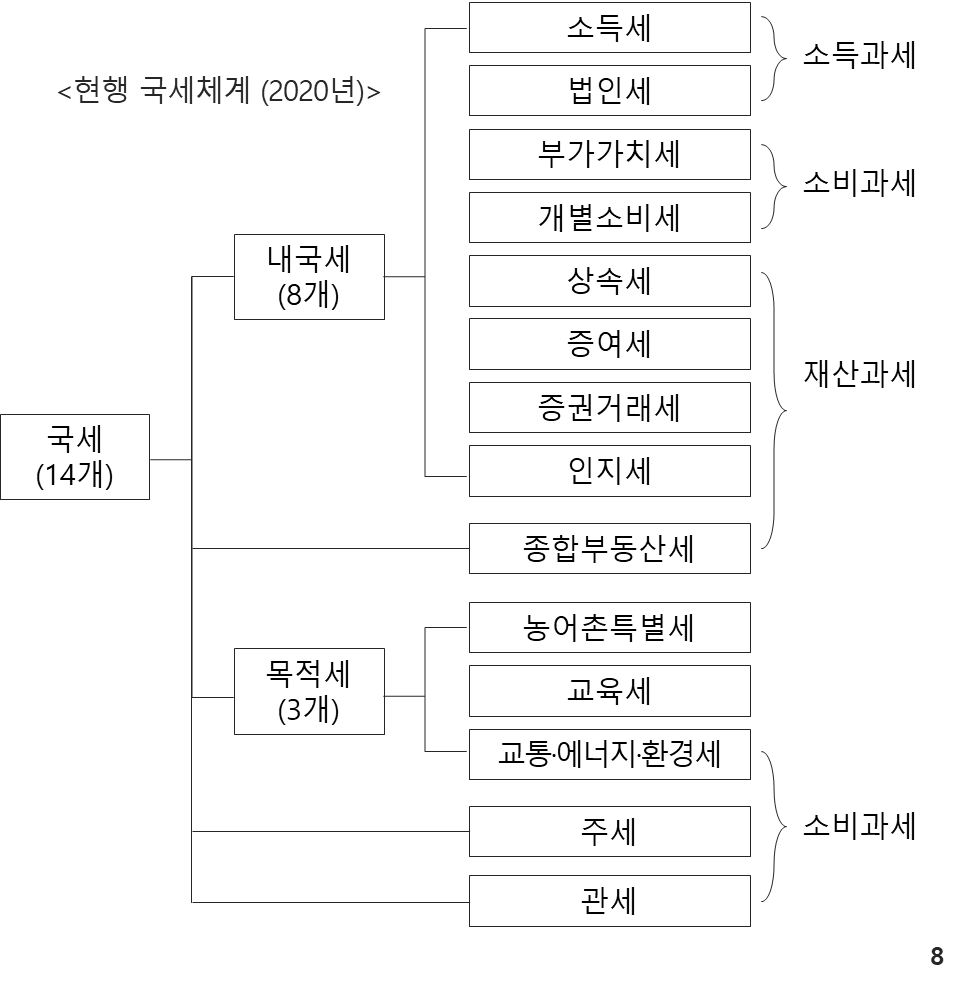 <현행 국세체계 (2020년)>
국세
(14개)
내국세
(8개)
소득세
법인세
소득과세
부가가치세
개별소비세
소비과세
상속세
증여세
증권거래세
인지세
종합부동산세
재산과세
목적세
(3개)
농어촌특별세
교육세
교통·에너지·환경세
주세
관세
소비과세
8